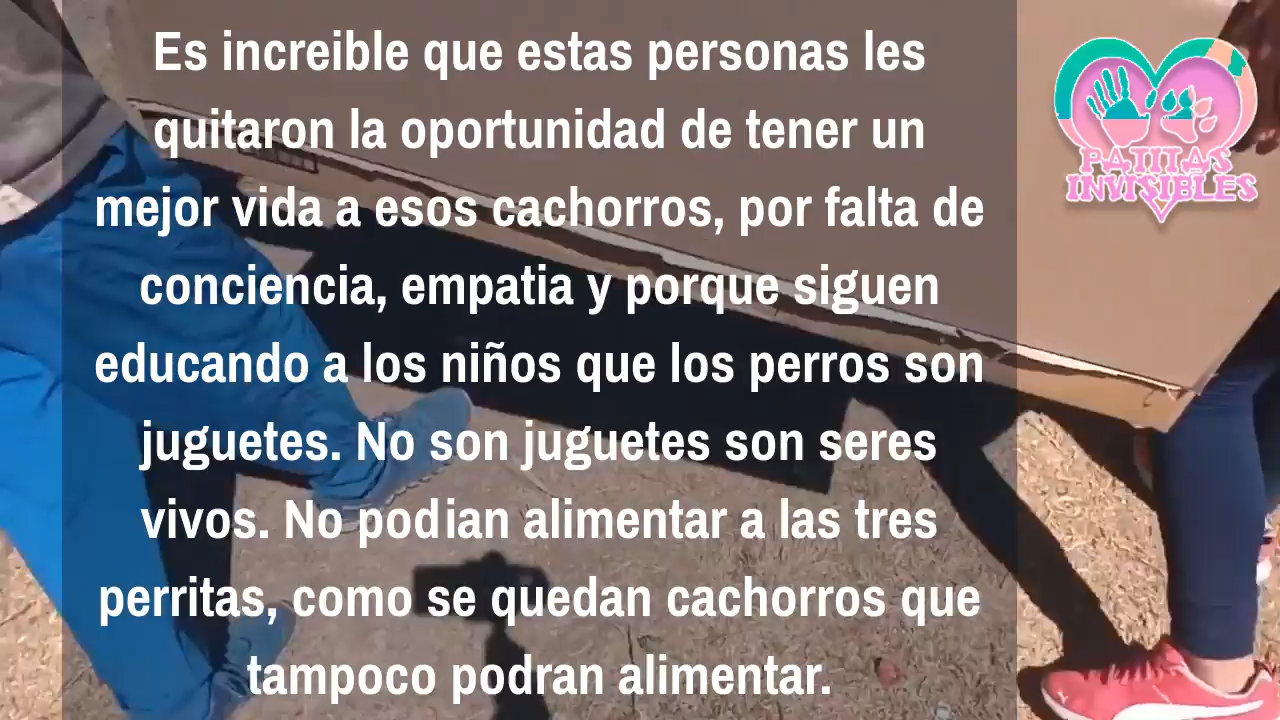 Es increible que estas personas les
quitaron la oportunidad de tener un
mejor vida a esos cachorros, por falta de
conciencia, empatia y porque siguen
educando a los niños que los perros son
juguetes. No son juguetes son seres
vivos. No podian alimentar a las tres
perritas, como se quedan cachorros que
tampoco podran alimentar.
PATITAS
INVISIBLES